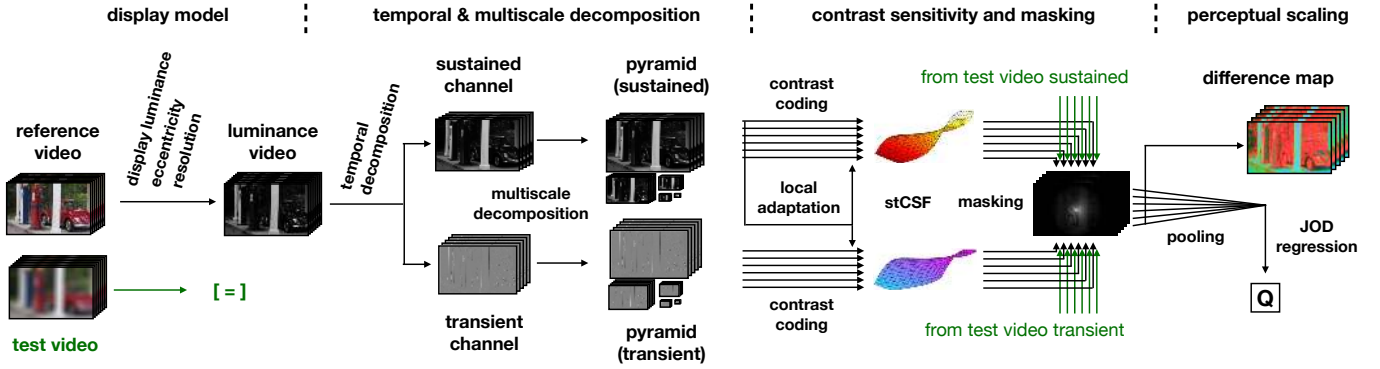 display model
temporal & multiscale decomposition
contrast sensitivity and masking
perceptual scaling
reference
video
display luminance
eccentricity
resolution
luminance
video
temporal
decomposition
sustained
channel
pyramid
(sustained)
multiscale
decomposition
transient
channel
pyramid
(transient)
test video
[ = ]
contrast
coding
local
adaptation
contrast
coding
stCSF
from test video sustained
masking
from test video transient
difference map
pooling
JOD
regression
Q